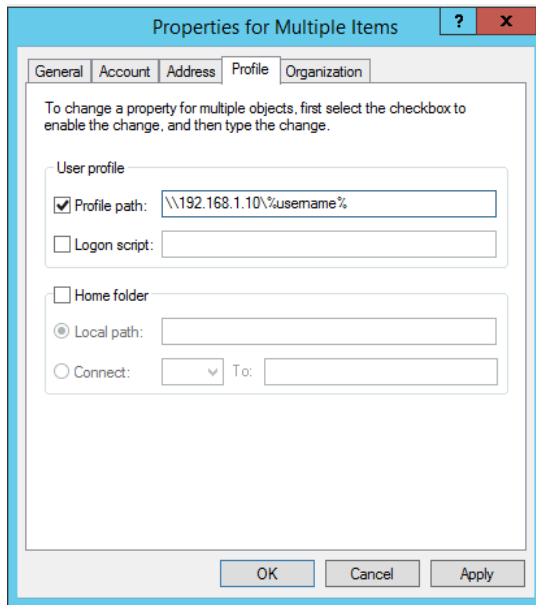 Properties for Multiple Items
?
x
General
Account
Address
Profile
Organization
To change a property for multiple objects, first select the checkbox to
enable the change, and then type the change.
User profile
Profile path:
\\192.168.1.10\%username%
Logon script:
Home folder
Local path:
Connect:
To:
OK
Cancel
Apply